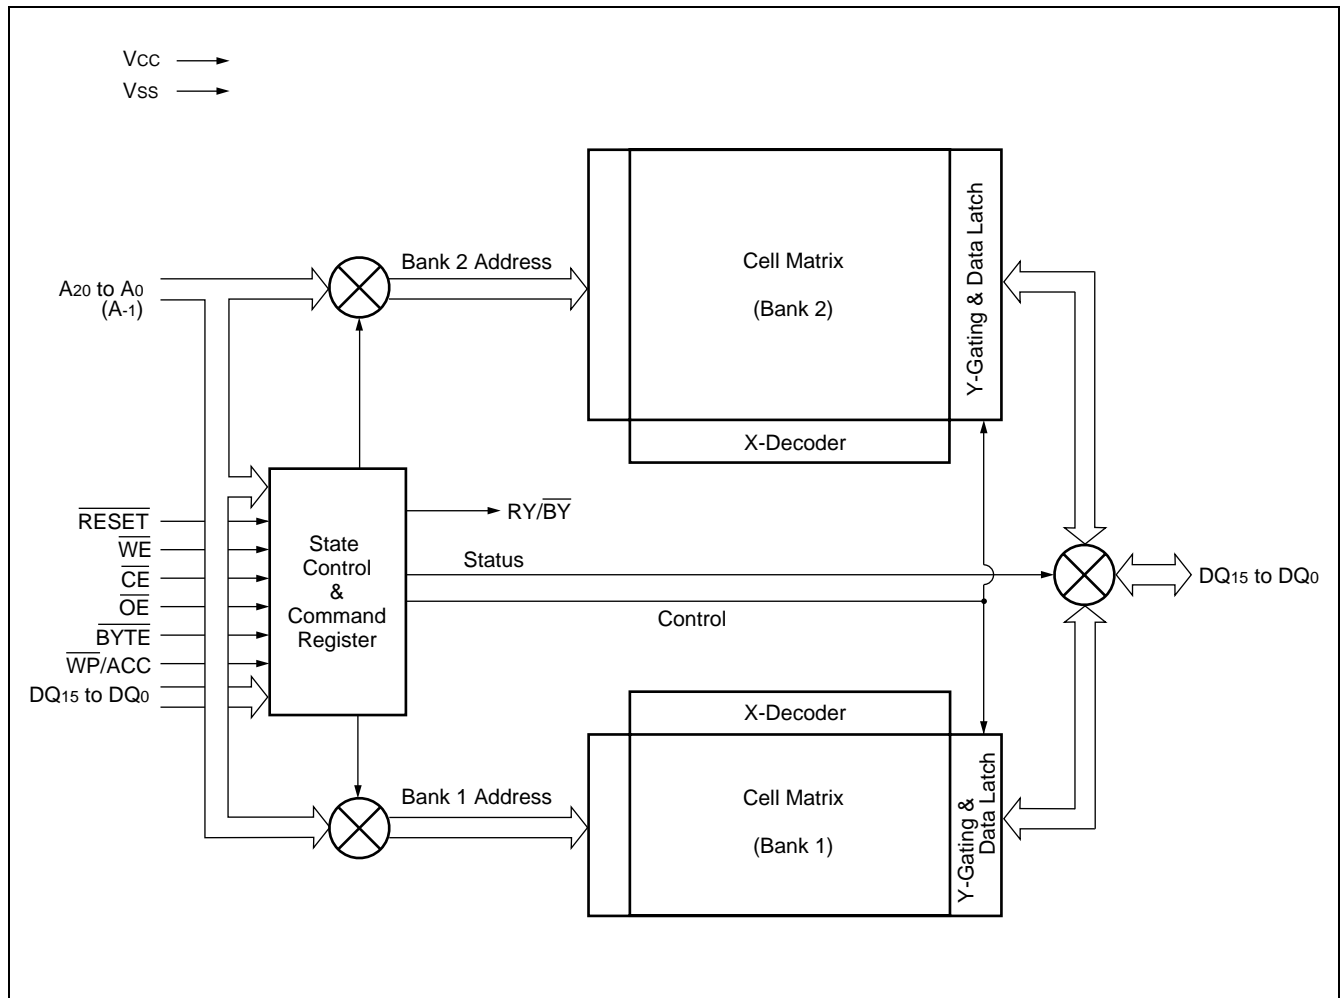 VCC
VSS
A20 to A0
(A-1)
Bank 2 Address
Cell Matrix
(Bank 2)
Y-Gating & Data Latch
X-Decoder
RESET
WE
CE
OE
BYTE
WP/ACC
DQ15 to DQ0
State
Control
&
Command
Register
RY/BY
Status
Control
DQ15 to DQ0
X-Decoder
Bank 1 Address
Cell Matrix
(Bank 1)
Y-Gating &
Data Latch